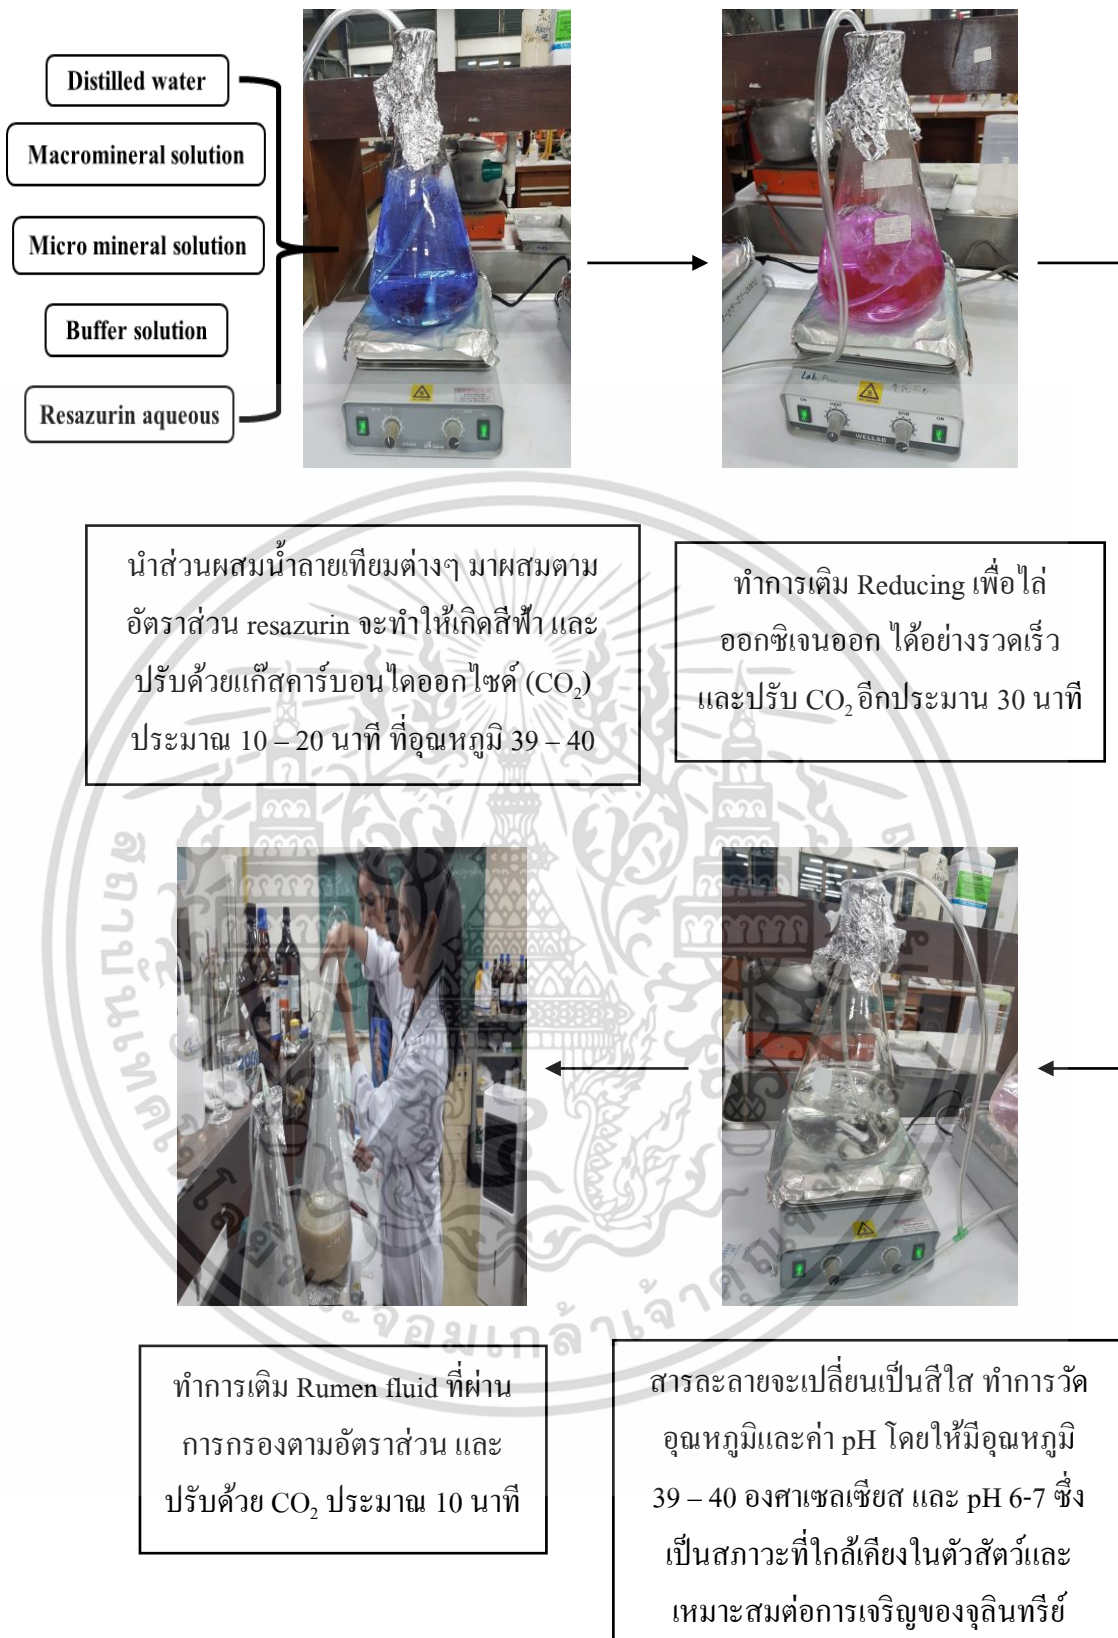 Distilled water
Macromineral solution
Micro mineral solution
Buffer solution
Resazurin aqueous
นำส่วนผสมน้ำลายเทียมต่างๆ มาผสมตาม
อัตราส่วน resazurin จะทำให้เกิดสีฟ้า และ
ปรับด้วยแก๊สคาร์บอนไดออกไซด์ (CO₂)
ประมาณ 10 – 20 นาที ที่อุณหภูมิ 39 – 40
ทำการเติม Reducing เพื่อไล่
ออกซิเจนออก ได้อย่างรวดเร็ว
และปรับ CO₂ อีกประมาน 30 นาที
ทำการเติม Rumen fluid ที่ผ่าน
การกรองตามอัตราส่วน และ
ปรับด้วย CO₂ ประมาณ 10 นาที
สารละลายจะเปลี่ยนเป็นสีใส ทำการวัด
อุณหภูมิและค่า pH โดยให้มีอุณหภูมิ
39 – 40 องศาเซลเซียส และ pH 6-7 ซึ่ง
เป็นสภาวะที่ใกล้เคียงในตัวสัตว์และ
เหมาะสมต่อการเจริญของจุลินทรีย์
WELLAB
HEAT
STIR
ON
ON